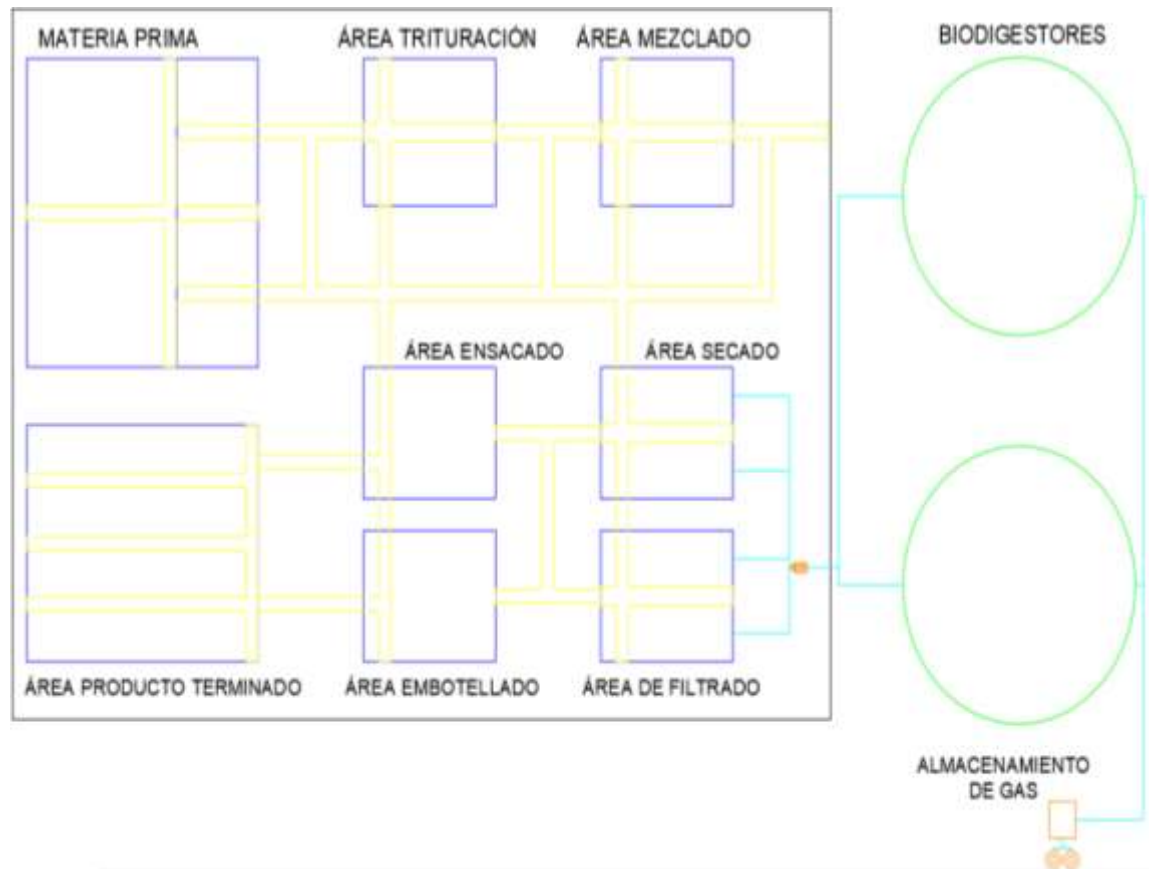 MATERIA PRIMA
ÁREA TRITURACIÓN
ÁREA MEZCLADO
BIODIGESTORES
ÁREA ENSACADO
ÁREA SECADO
ÁREA PRODUCTO TERMINADO
ÁREA EMBOTELLADO
ÁREA DE FILTRADO
ALMACENAMIENTO
DE GAS